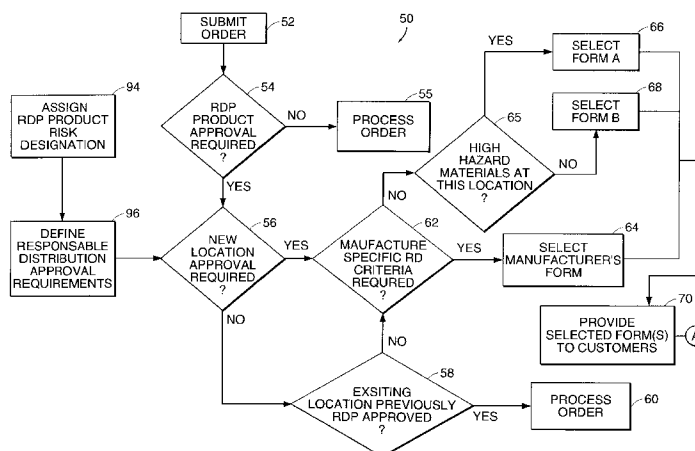 SUBMIT
ORDER
52
50
54
RDP
PRODUCT
APPROVAL
REQUIRED
?
NO
YES
55
PROCESS
ORDER
94
ASSIGN
RDP PRODUCT
RISK
DESIGNATION
96
DEFINE
RESPONSABLE
DISTRIBUTION
APPROVAL
REQUIREMENTS
56
NEW
LOCATION
APPROVAL
REQUIRED
?
YES
NO
62
MAUFACTURE
SPECIFIC RD
CRITERIA
REQURED
?
NO
YES
65
HIGH
HAZARD
MATERIALS AT
THIS LOCATION
?
YES
NO
66
SELECT
FORM A
68
SELECT
FORM B
64
SELECT
MANUFACTURER'S
FORM
70
PROVIDE
SELECTED FORM(S)
TO CUSTOMERS
A
NO
58
EXSITING
LOCATION PREVIOUSLY
RDP APPROVED
?
YES
PROCESS
ORDER
60